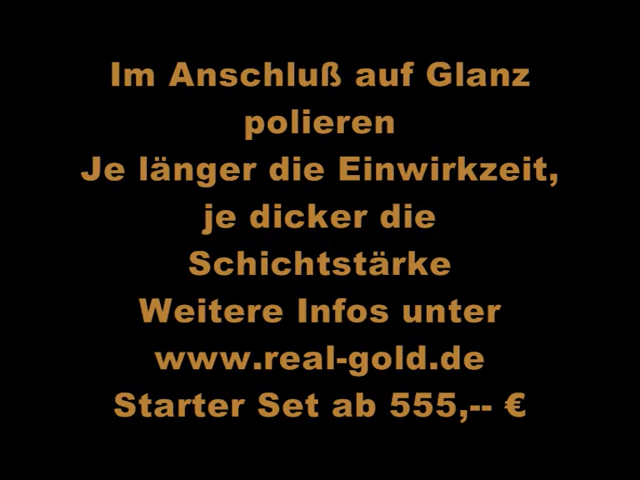 Im Anschluß auf Glanz
polieren
Je länger die Einwirkzeit,
je dicker die
Schichtstärke
Weitere Infos unter
www.real-gold.de
Starter Set ab 555,-- €